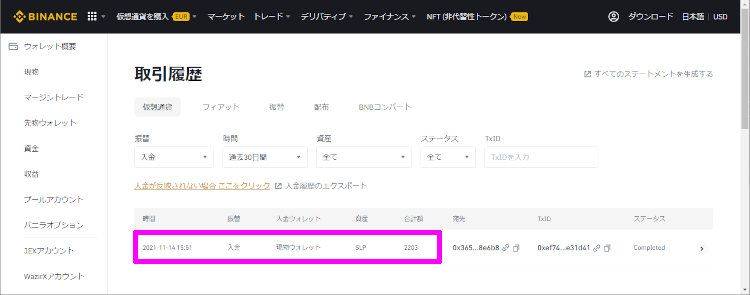 BINANCE 仮想通貨を購入 EUR マーケット トレード デリバティブ ファイナンス NFT (非代替性トークン) New ダウンロード 日本語 USD
ウォレット概要
現物
マージントレード
先物ウォレット
資金
収益
プールアカウント
バニラオプション
JEXアカウント
WazirXアカウント
取引履歴
すべてのステートメントを生成する
仮想通貨 フィアット 振替 配布 BNBコンバート
振替 時間 資産 ステータス TxID
入金 過去30日間 全て 全て TxIDを入力
入金が反映されない場合 ここをクリック 入金履歴のエクスポート
時間 振替 入金ウォレット 資産 合計額 宛先 TxID ステータス
2021-11-14 15:51 入金 現物ウォレット SLP 2203 0x365...8e6b8 0xef74...e31d41 Completed